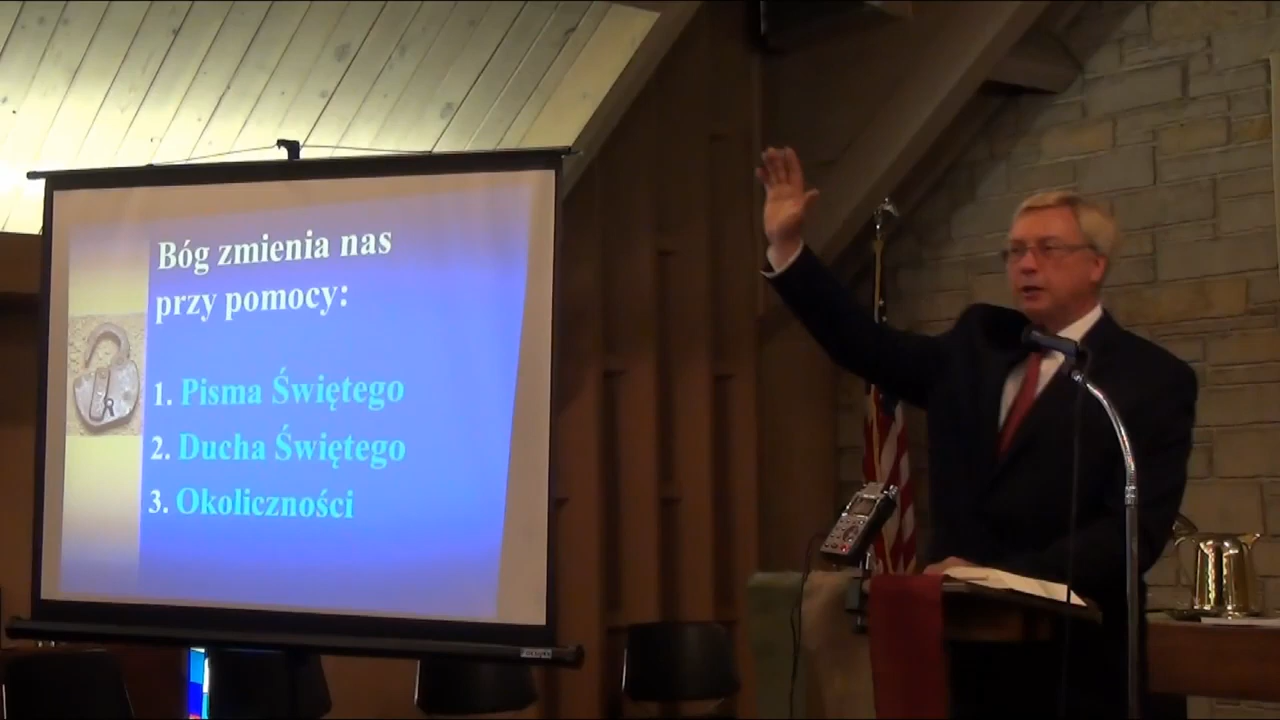 Bóg zmienia nas
przy pomocy:
1. Pisma Świętego
2. Ducha Świętego
3. Okoliczności